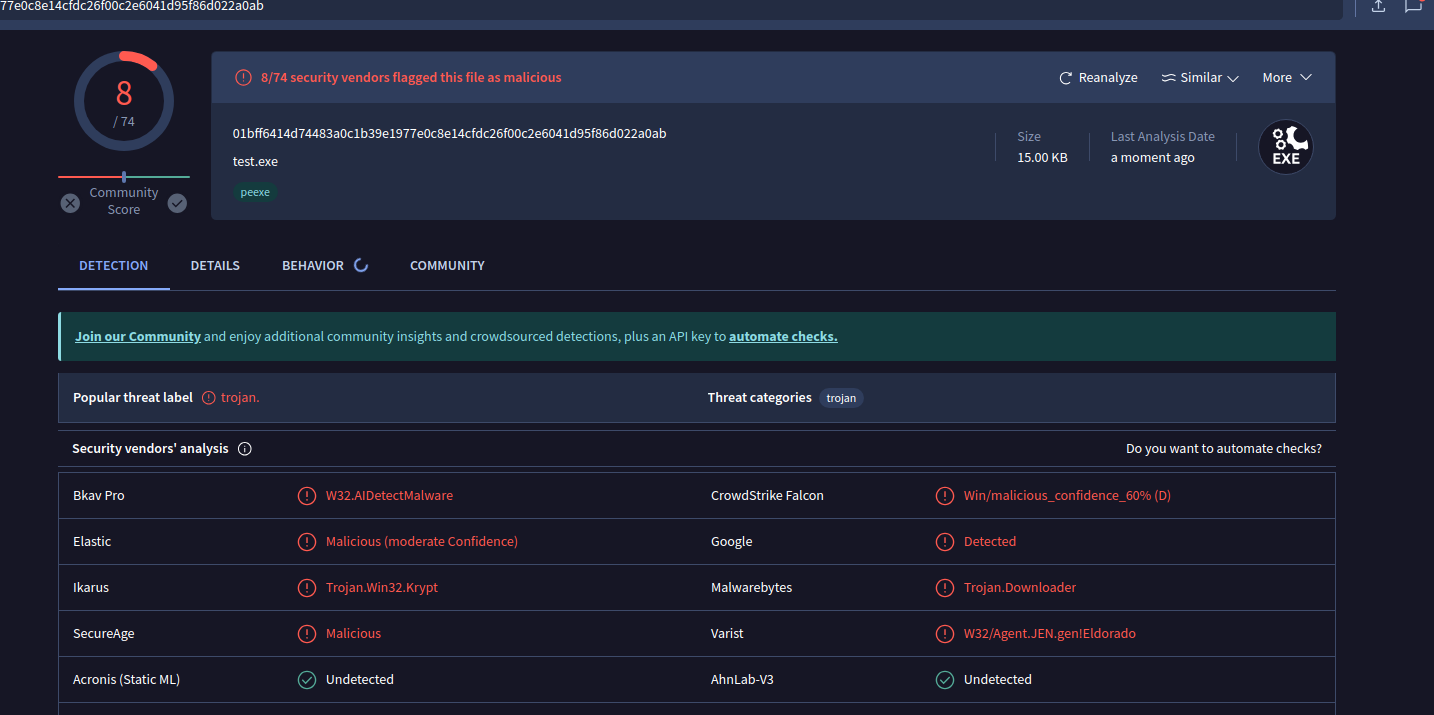 77e0c8e14cfdc26f00c2e6041d95f86d022a0ab
8
/ 74
Community
Score
8/74 security vendors flagged this file as malicious
Reanalyze
Similar
More
01bff6414d74483a0c1b39e1977e0c8e14cfdc26f00c2e6041d95f86d022a0ab
test.exe
peexe
Size
15.00 KB
Last Analysis Date
a moment ago
EXE
DETECTION
DETAILS
BEHAVIOR
COMMUNITY
Join our Community and enjoy additional community insights and crowdsourced detections, plus an API key to automate checks.
Popular threat label trojan.
Threat categories trojan
Security vendors' analysis
Do you want to automate checks?
Bkav Pro W32.AIDetectMalware
CrowdStrike Falcon Win/malicious_confidence_60% (D)
Elastic Malicious (moderate Confidence)
Google Detected
Ikarus Trojan.Win32.Krypt
Malwarebytes Trojan.Downloader
SecureAge Malicious
Varist W32/Agent.JEN.gen!Eldorado
Acronis (Static ML) Undetected
AhnLab-V3 Undetected